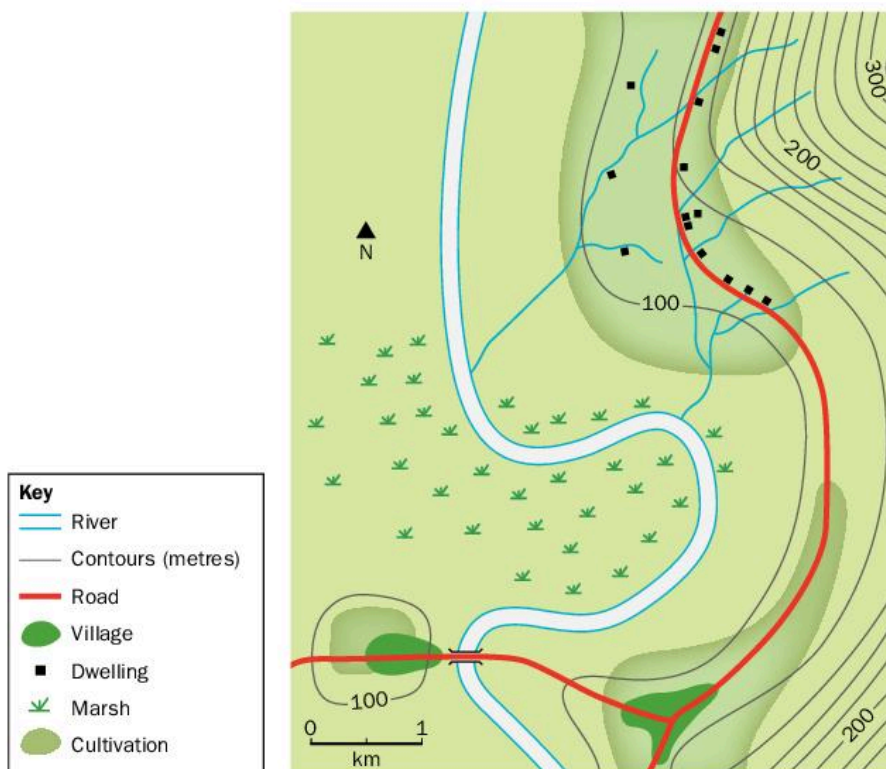 300
200
N
100
Key
River
Contours (metres)
Road
Village
Dwelling
Marsh
Cultivation
100
0 1
km
200